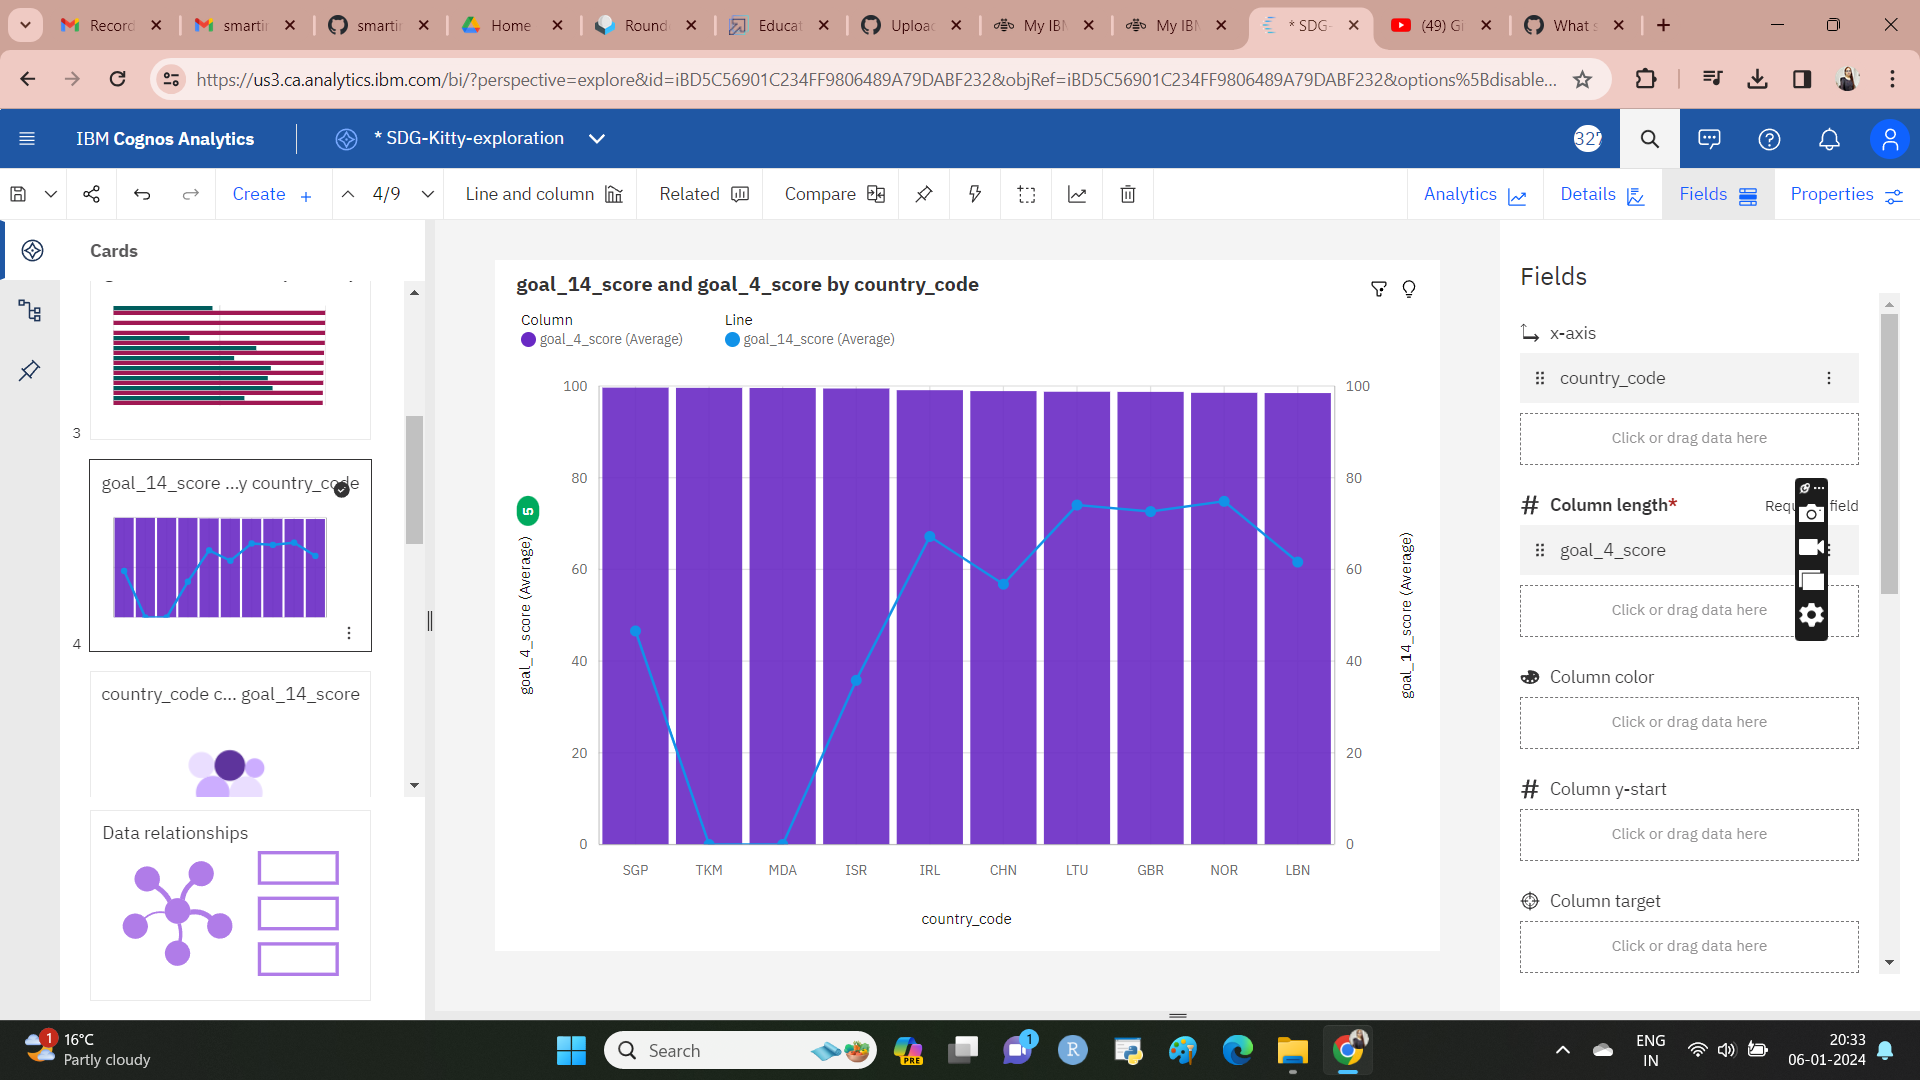 Record
smartin
smartin
Home
Round
Educat
Upload
My IBM
My IBM
* SDG-
(49) Gi
What s
https://us3.ca.analytics.ibm.com/bi/?perspective=explore&id=iBD5C56901C234FF9806489A79DABF232&objRef=iBD5C56901C234FF9806489A79DABF232&options%5Bdisable...
IBM Cognos Analytics
* SDG-Kitty-exploration
327
Create +
4/9
Line and column
Related
Compare
Analytics
Details
Fields
Properties
Cards
3
goal_14_score ...y country_code
4
country_code c... goal_14_score
Data relationships
goal_14_score and goal_4_score by country_code
Column
goal_4_score (Average)
Line
goal_14_score (Average)
5
goal_4_score (Average)
100
80
60
40
20
0
100
80
60
40
20
0
goal_14_score (Average)
SGP TKM MDA ISR IRL CHN LTU GBR NOR LBN
country_code
Fields
x-axis
country_code
Click or drag data here
Column length*
field
goal_4_score
Click or drag data here
Column color
Click or drag data here
Column y-start
Click or drag data here
Column target
Click or drag data here
1
16°C
Partly cloudy
Search
PRE
1
R
ENG
IN
20:33
06-01-2024